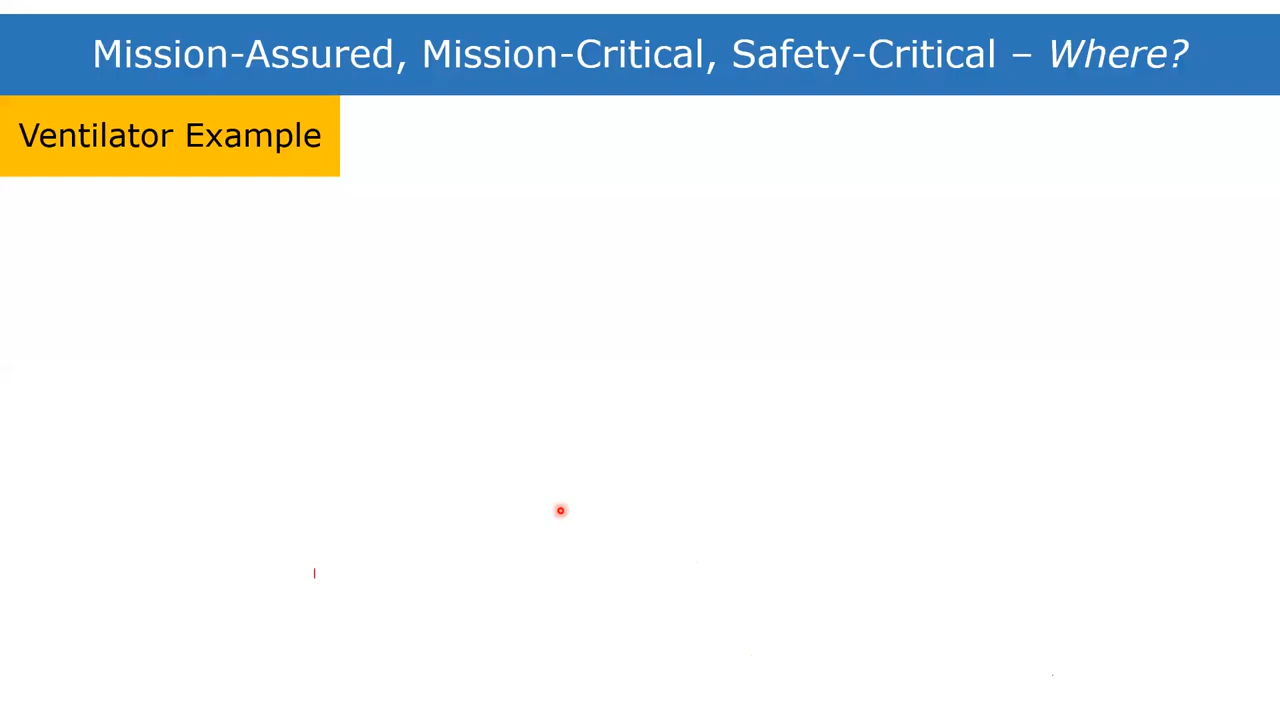 Mission-Assured, Mission-Critical, Safety-Critical – Where?
Ventilator Example